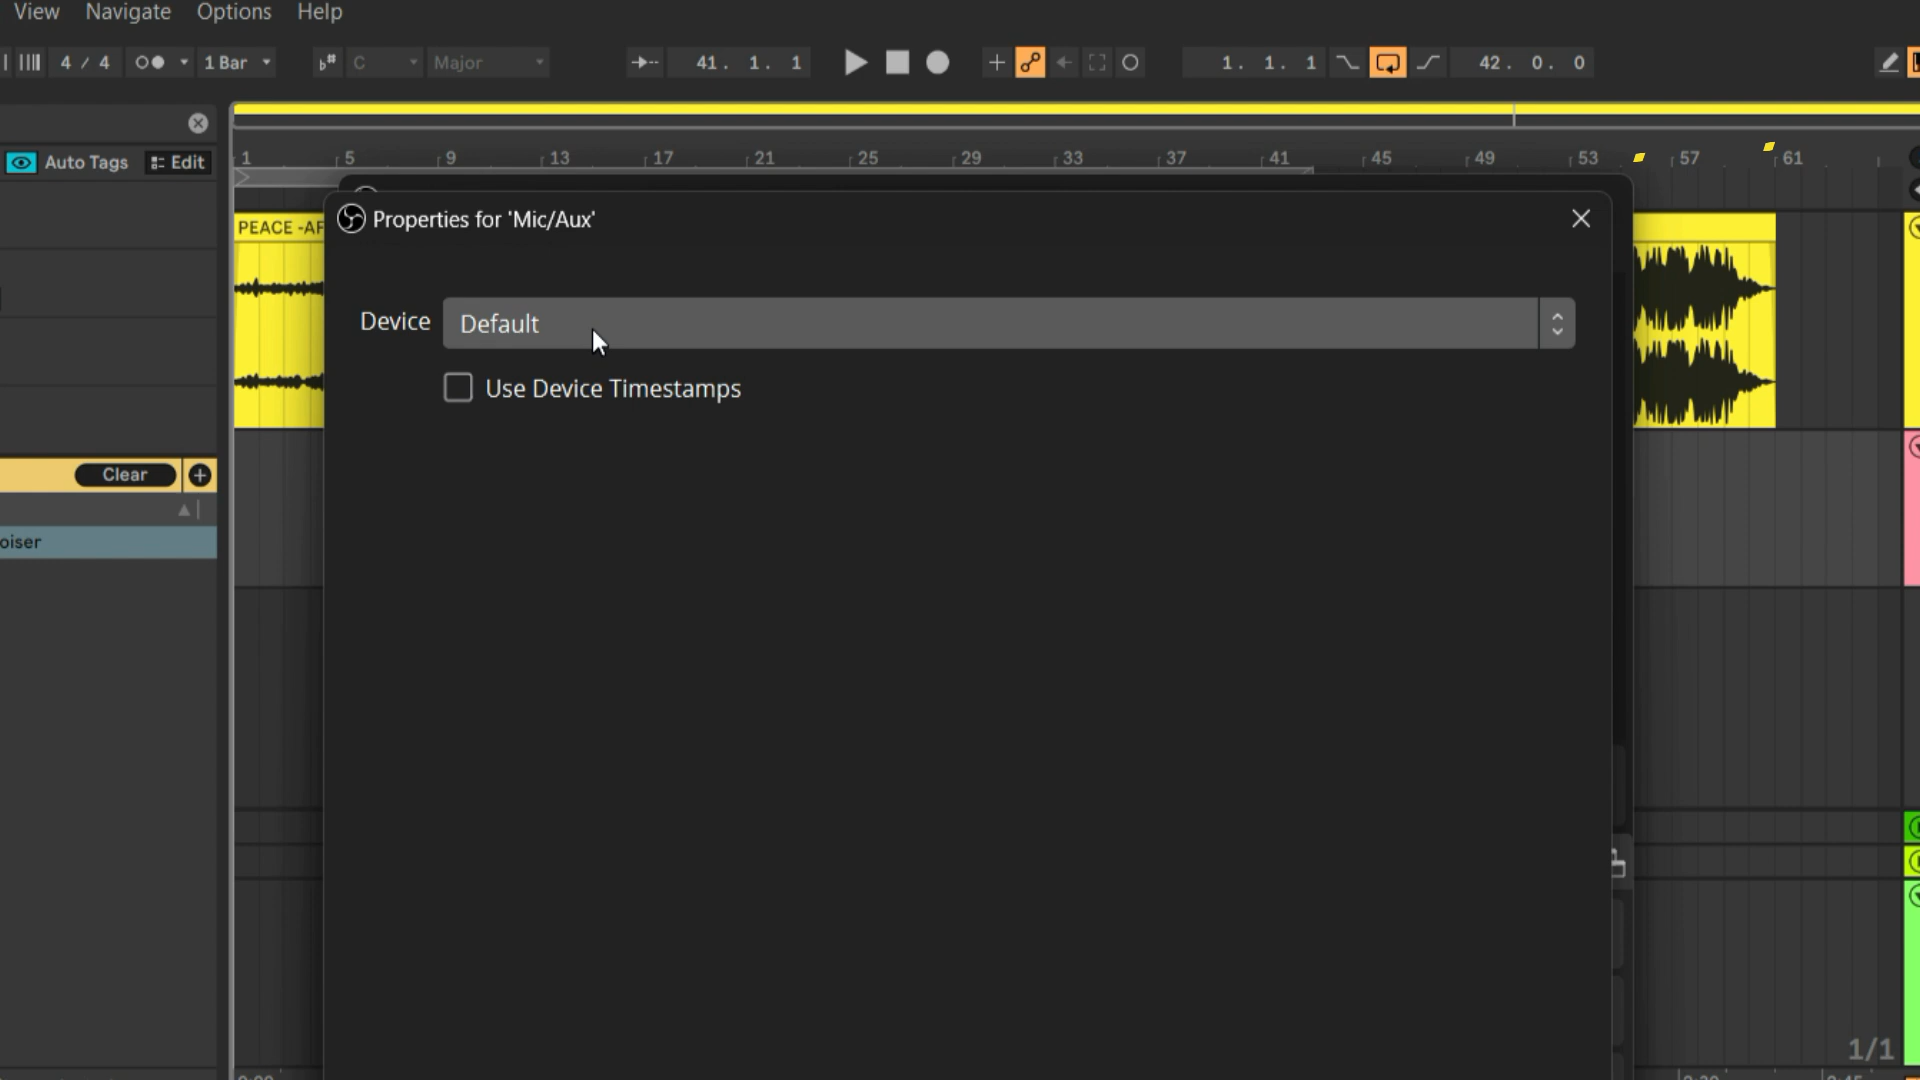 View Navigate Options Help
4 / 4 1 Bar C Major 41. 1. 1 1. 1. 1 42. 0. 0
Auto Tags Edit
1 5 9 13 17 21 25 29 33 37 41 45 49 53 57 61
PEACE -AF
Properties for 'Mic/Aux'
Device Default
Use Device Timestamps
Clear
oiser
1/1